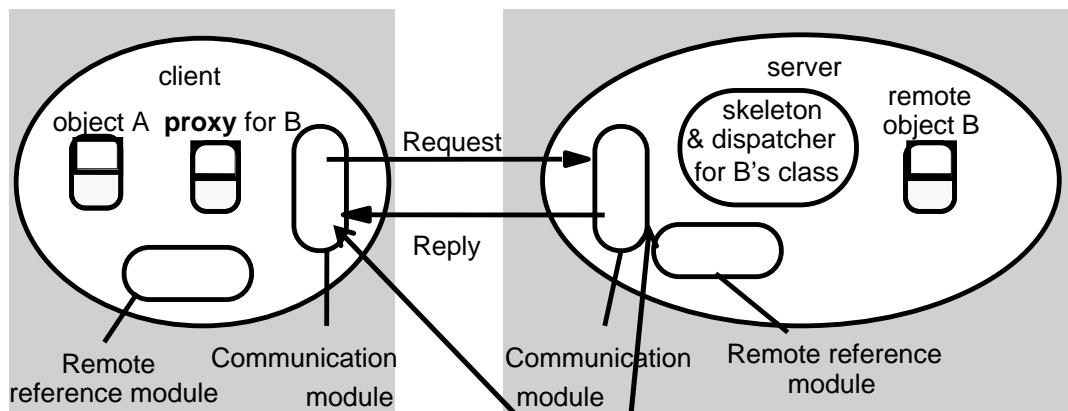 client
object A proxy for B
Request
Reply
Remote
reference module
Communication
module
server
skeleton
& dispatcher
for B's class
remote
object B
Communication
module
Remote reference
module